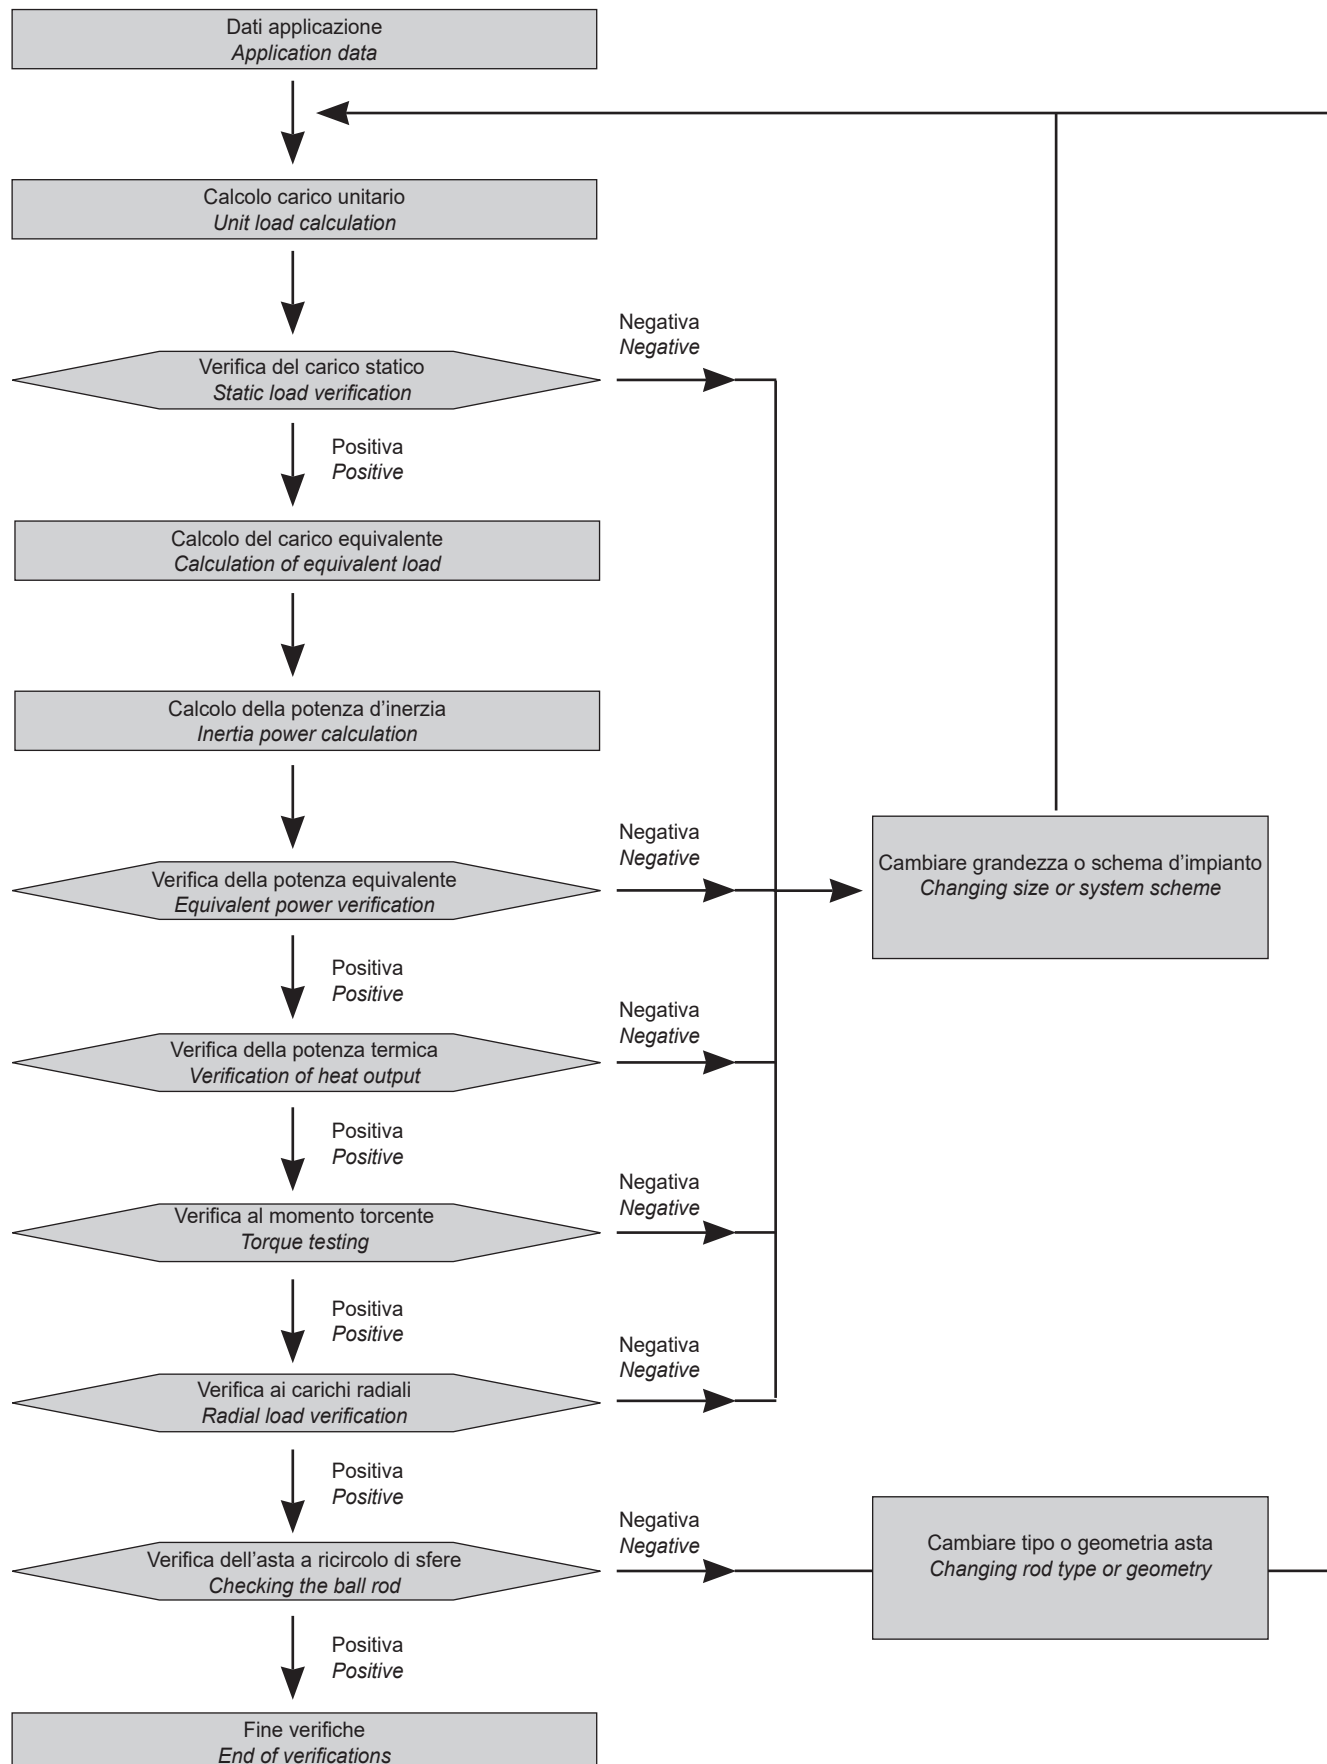 Dati applicazione
Application data
Calcolo carico unitario
Unit load calculation
Negativa
Negative
Verifica del carico statico
Static load verification
Positiva
Positive
Calcolo del carico equivalente
Calculation of equivalent load
Calcolo della potenza d’inerzia
Inertia power calculation
Negativa
Negative
Verifica della potenza equivalente
Equivalent power verification
Cambiare grandezza o schema d’impianto
Changing size or system scheme
Positiva
Positive
Negativa
Negative
Verifica della potenza termica
Verification of heat output
Positiva
Positive
Negativa
Negative
Verifica al momento torcente
Torque testing
Positiva
Positive
Negativa
Negative
Verifica ai carichi radiali
Radial load verification
Positiva
Positive
Negativa
Negative
Verifica dell’asta a ricircolo di sfere
Checking the ball rod
Cambiare tipo o geometria asta
Changing rod type or geometry
Positiva
Positive
Fine verifiche
End of verifications